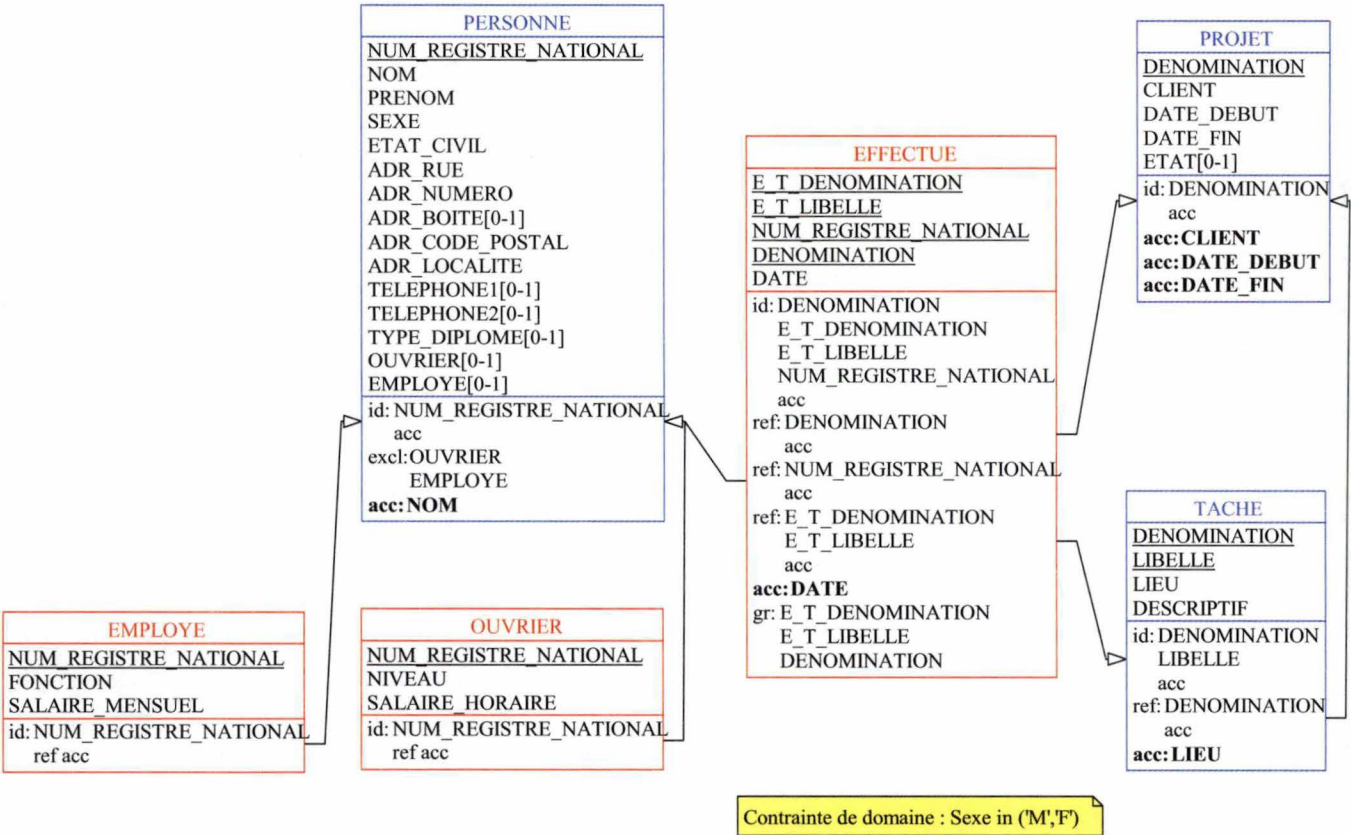 PERSONNE
NUM_REGISTRE_NATIONAL
NOM
PRENOM
SEXE
ETAT_CIVIL
ADR_RUE
ADR_NUMERO
ADR_BOITE[0-1]
ADR_CODE_POSTAL
ADR_LOCALITE
TELEPHONE1[0-1]
TELEPHONE2[0-1]
TYPE_DIPLOME[0-1]
OUVRIER[0-1]
EMPLOYE[0-1]
id: NUM_REGISTRE_NATIONAL
acc
excl: OUVRIER
EMPLOYE
acc: NOM
EMPLOYE
NUM_REGISTRE_NATIONAL
FONCTION
SALAIRE_MENSUEL
id: NUM_REGISTRE_NATIONAL
ref acc
OUVRIER
NUM_REGISTRE_NATIONAL
NIVEAU
SALAIRE_HORAIRE
id: NUM_REGISTRE_NATIONAL
ref acc
EFFECTUE
E_T_DENOMINATION
E_T_LIBELLE
NUM_REGISTRE_NATIONAL
DENOMINATION
DATE
id: DENOMINATION
E_T_DENOMINATION
E_T_LIBELLE
NUM_REGISTRE_NATIONAL
acc
ref: DENOMINATION
acc
ref: NUM_REGISTRE_NATIONAL
acc
ref: E_T_DENOMINATION
E_T_LIBELLE
acc
acc: DATE
gr: E_T_DENOMINATION
E_T_LIBELLE
DENOMINATION
PROJET
DENOMINATION
CLIENT
DATE_DEBUT
DATE_FIN
ETAT[0-1]
id: DENOMINATION
acc
acc: CLIENT
acc: DATE_DEBUT
acc: DATE_FIN
TACHE
DENOMINATION
LIBELLE
LIEU
DESCRIPTIF
id: DENOMINATION
LIBELLE
acc
ref: DENOMINATION
acc
acc: LIEU
Contrainte de domaine : Sexe in ('M','F')